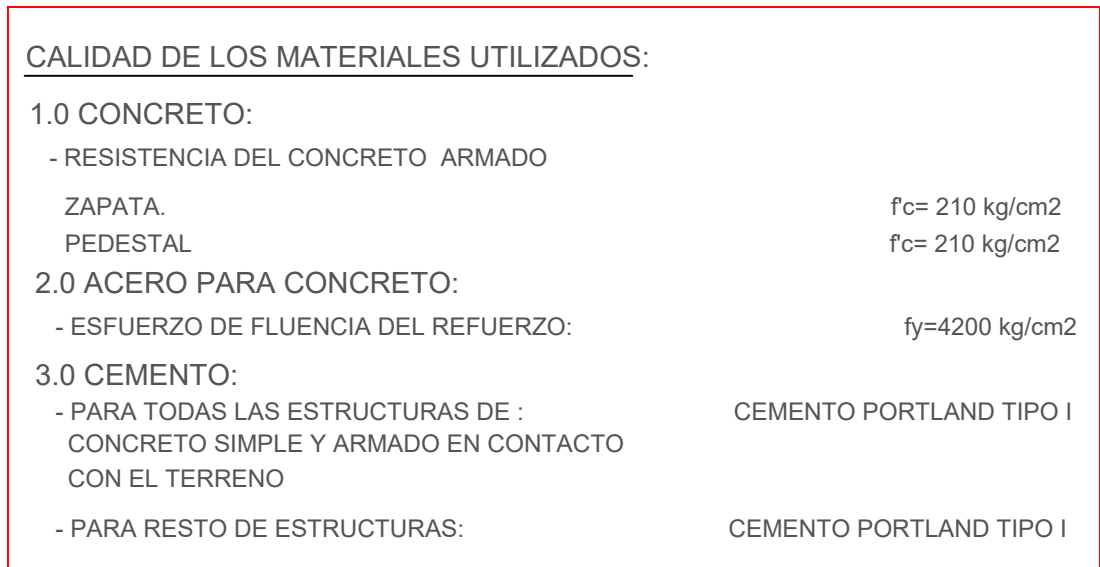 CALIDAD DE LOS MATERIALES UTILIZADOS:
1.0 CONCRETO:
- RESISTENCIA DEL CONCRETO ARMADO
ZAPATA. f'c= 210 kg/cm2
PEDESTAL f'c= 210 kg/cm2
2.0 ACERO PARA CONCRETO:
- ESFUERZO DE FLUENCIA DEL REFUERZO: fy=4200 kg/cm2
3.0 CEMENTO:
- PARA TODAS LAS ESTRUCTURAS DE : CEMENTO PORTLAND TIPO I
CONCRETO SIMPLE Y ARMADO EN CONTACTO
CON EL TERRENO
- PARA RESTO DE ESTRUCTURAS: CEMENTO PORTLAND TIPO I